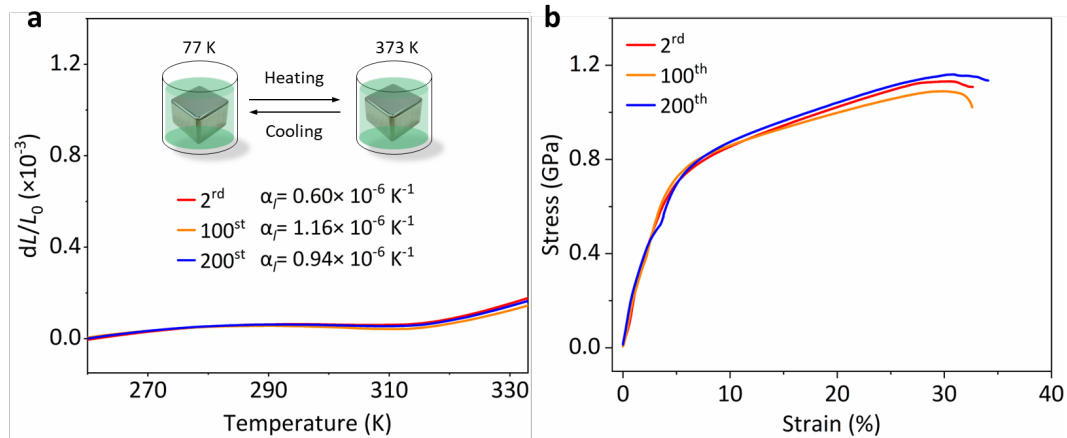 a
77 K
373 K
Heating
Cooling
2ʳᵈ α_l= 0.60× 10⁻⁶ K⁻¹
100ˢᵗ α_l= 1.16× 10⁻⁶ K⁻¹
200ˢᵗ α_l= 0.94× 10⁻⁶ K⁻¹
dL/L₀ (×10⁻³)
1.2
0.8
0.4
0.0
270
290
310
330
Temperature (K)
b
2ʳᵈ
100ᵗʰ
200ᵗʰ
Stress (GPa)
1.2
0.8
0.4
0.0
0
10
20
30
40
Strain (%)